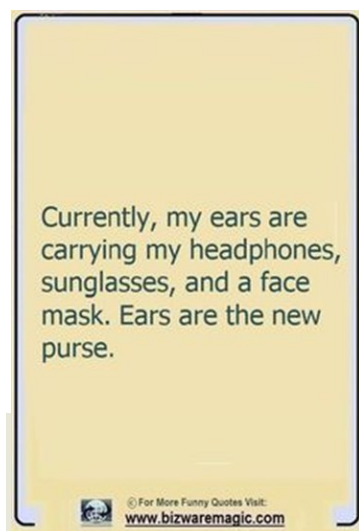 Currently, my ears are
carrying my headphones,
sunglasses, and a face
mask. Ears are the new
purse.
© For More Funny Quotes Visit:
www.bizwaremagic.com